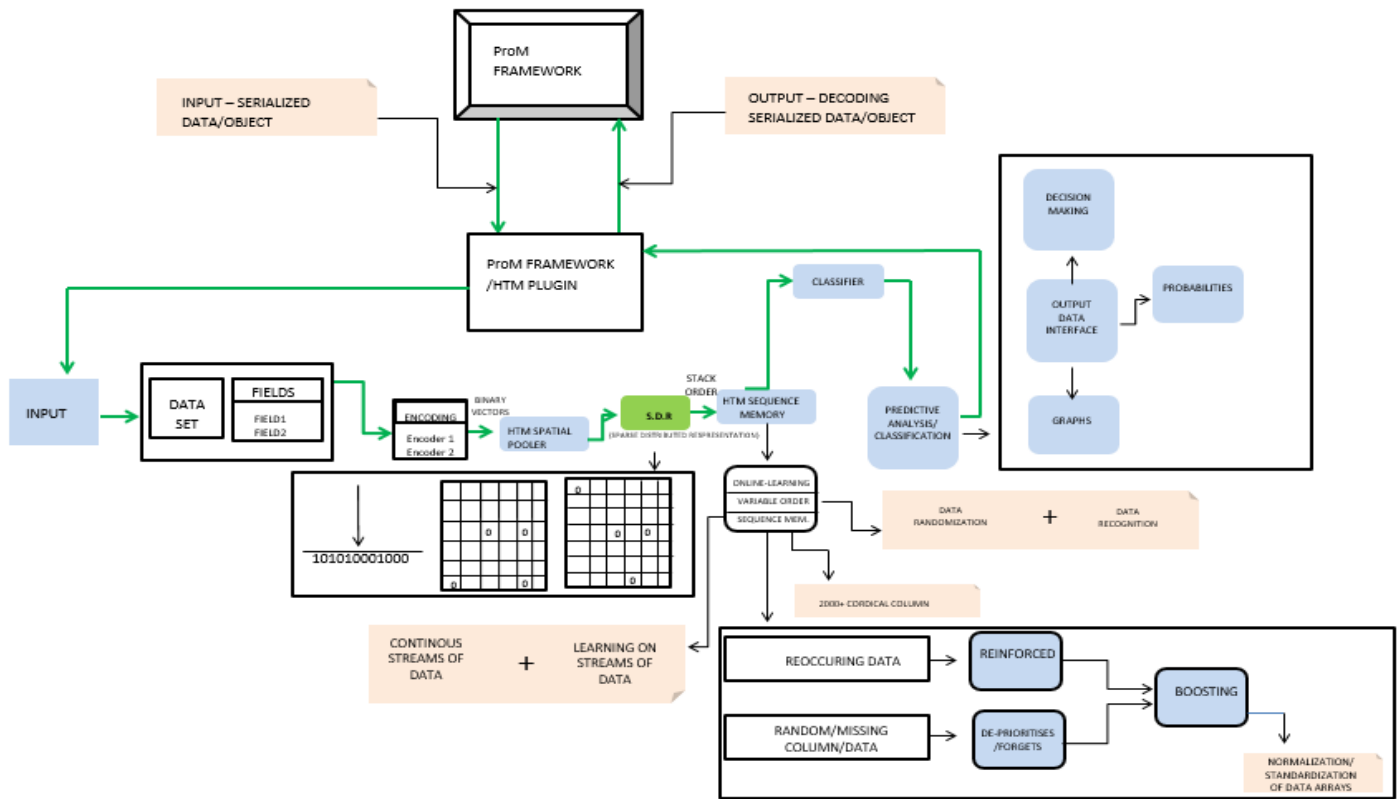 ProM
FRAMEWORK
INPUT – SERIALIZED
DATA/OBJECT
OUTPUT – DECODING
SERIALIZED DATA/OBJECT
ProM FRAMEWORK
/HTM PLUGIN
CLASSIFIER
DECISION
MAKING
OUTPUT
DATA
INTERFACE
PROBABILITIES
GRAPHS
INPUT
DATA
SET
FIELDS
FIELD1
FIELD2
ENCODING
Encoder 1
Encoder 2
BINARY
VECTORS
HTM SPATIAL
POOLER
S.D.R
(SPARSE DISTRIBUTED RESPRESENTATION)
STACK
ORDER
HTM SEQUENCE
MEMORY
PREDICTIVE
ANALYSIS/
CLASSIFICATION
101010001000
0 0
0 0
0
0 0
0
ONLINE-LEARNING
VARIABLE ORDER
SEQUENCE MEM.
DATA
RANDOMIZATION
+
DATA
RECOGNITION
2000+ CORDICAL COLUMN
CONTINOUS
STREAMS OF
DATA
+
LEARNING ON
STREAMS OF
DATA
REOCCURING DATA
REINFORCED
BOOSTING
RANDOM/MISSING
COLUMN/DATA
DE-PRIORITISES
/FORGETS
NORMALIZATION/
STANDARDIZATION
OF DATA ARRAYS